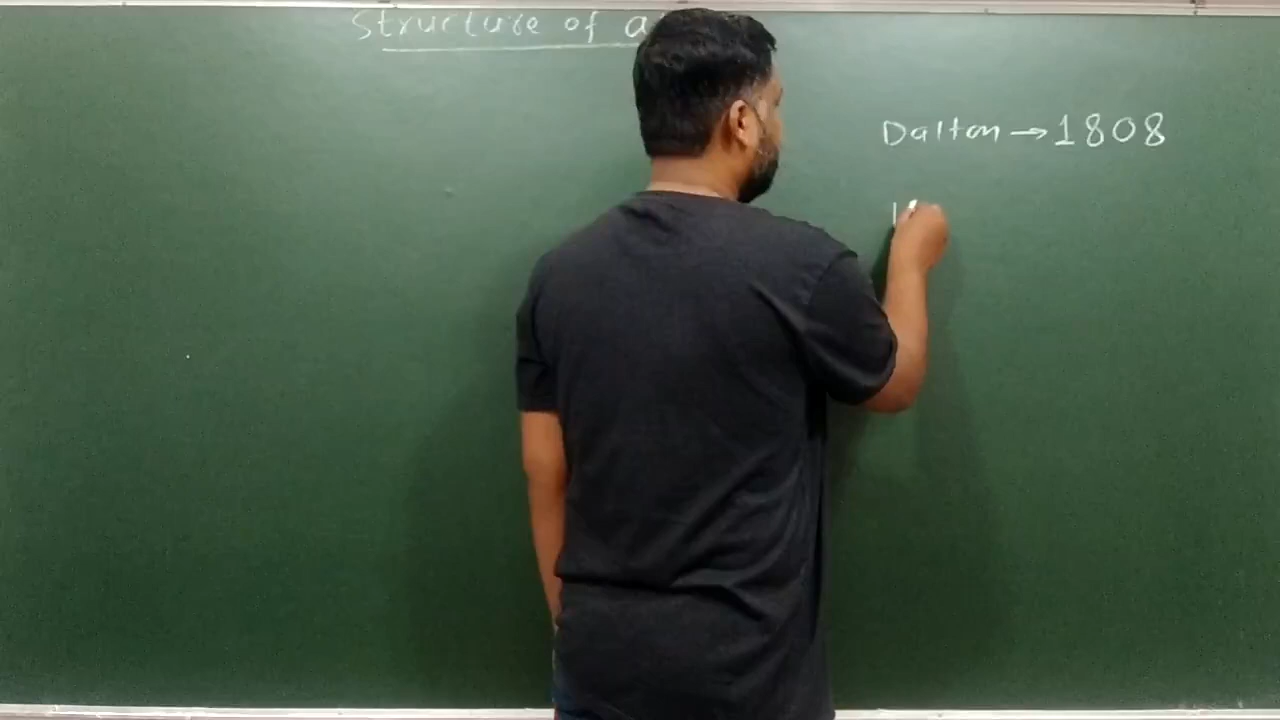 Structure of a
Dalton → 1808